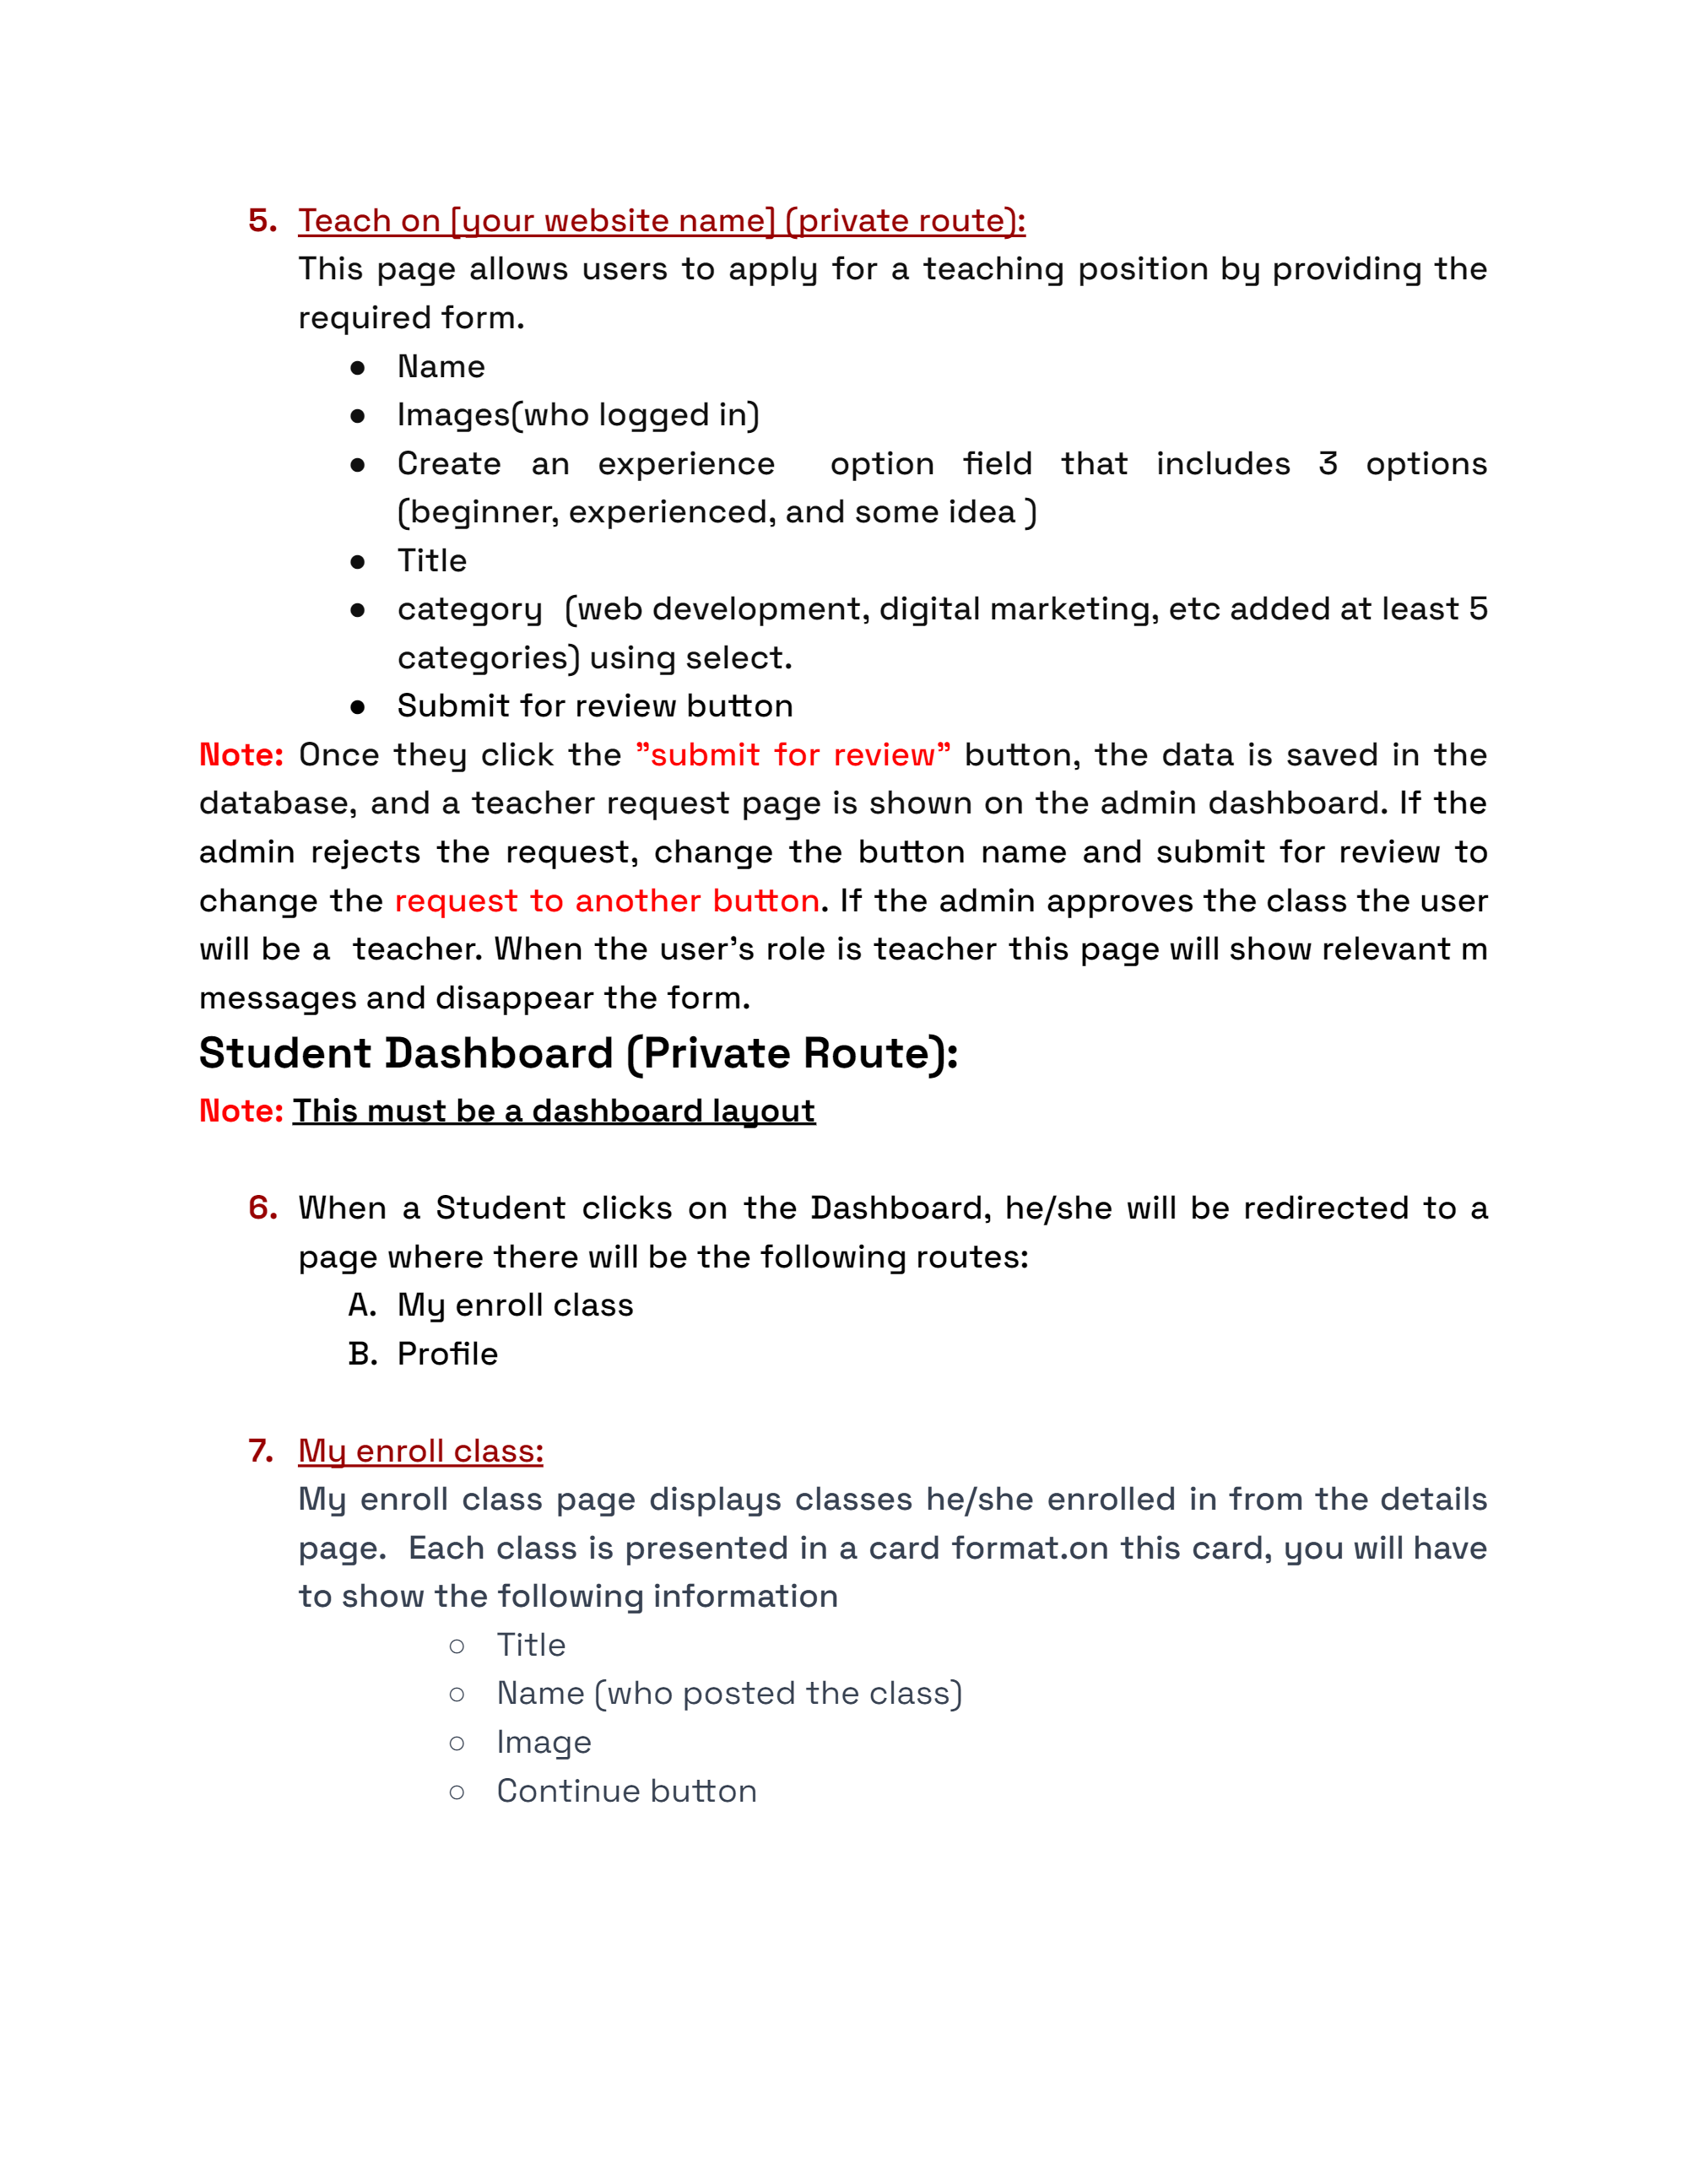 5. Teach on [your website name] (private route):
This page allows users to apply for a teaching position by providing the
required form.
● Name
● Images(who logged in)
● Create an experience option field that includes 3 options
(beginner, experienced, and some idea )
● Title
● category (web development, digital marketing, etc added at least 5
categories) using select.
● Submit for review button
Note: Once they click the ”submit for review” button, the data is saved in the
database, and a teacher request page is shown on the admin dashboard. If the
admin rejects the request, change the button name and submit for review to
change the request to another button. If the admin approves the class the user
will be a teacher. When the user’s role is teacher this page will show relevant m
messages and disappear the form.
Student Dashboard (Private Route):
Note: This must be a dashboard layout
6. When a Student clicks on the Dashboard, he/she will be redirected to a
page where there will be the following routes:
A. My enroll class
B. Profile
7. My enroll class:
My enroll class page displays classes he/she enrolled in from the details
page. Each class is presented in a card format.on this card, you will have
to show the following information
○ Title
○ Name (who posted the class)
○ Image
○ Continue button